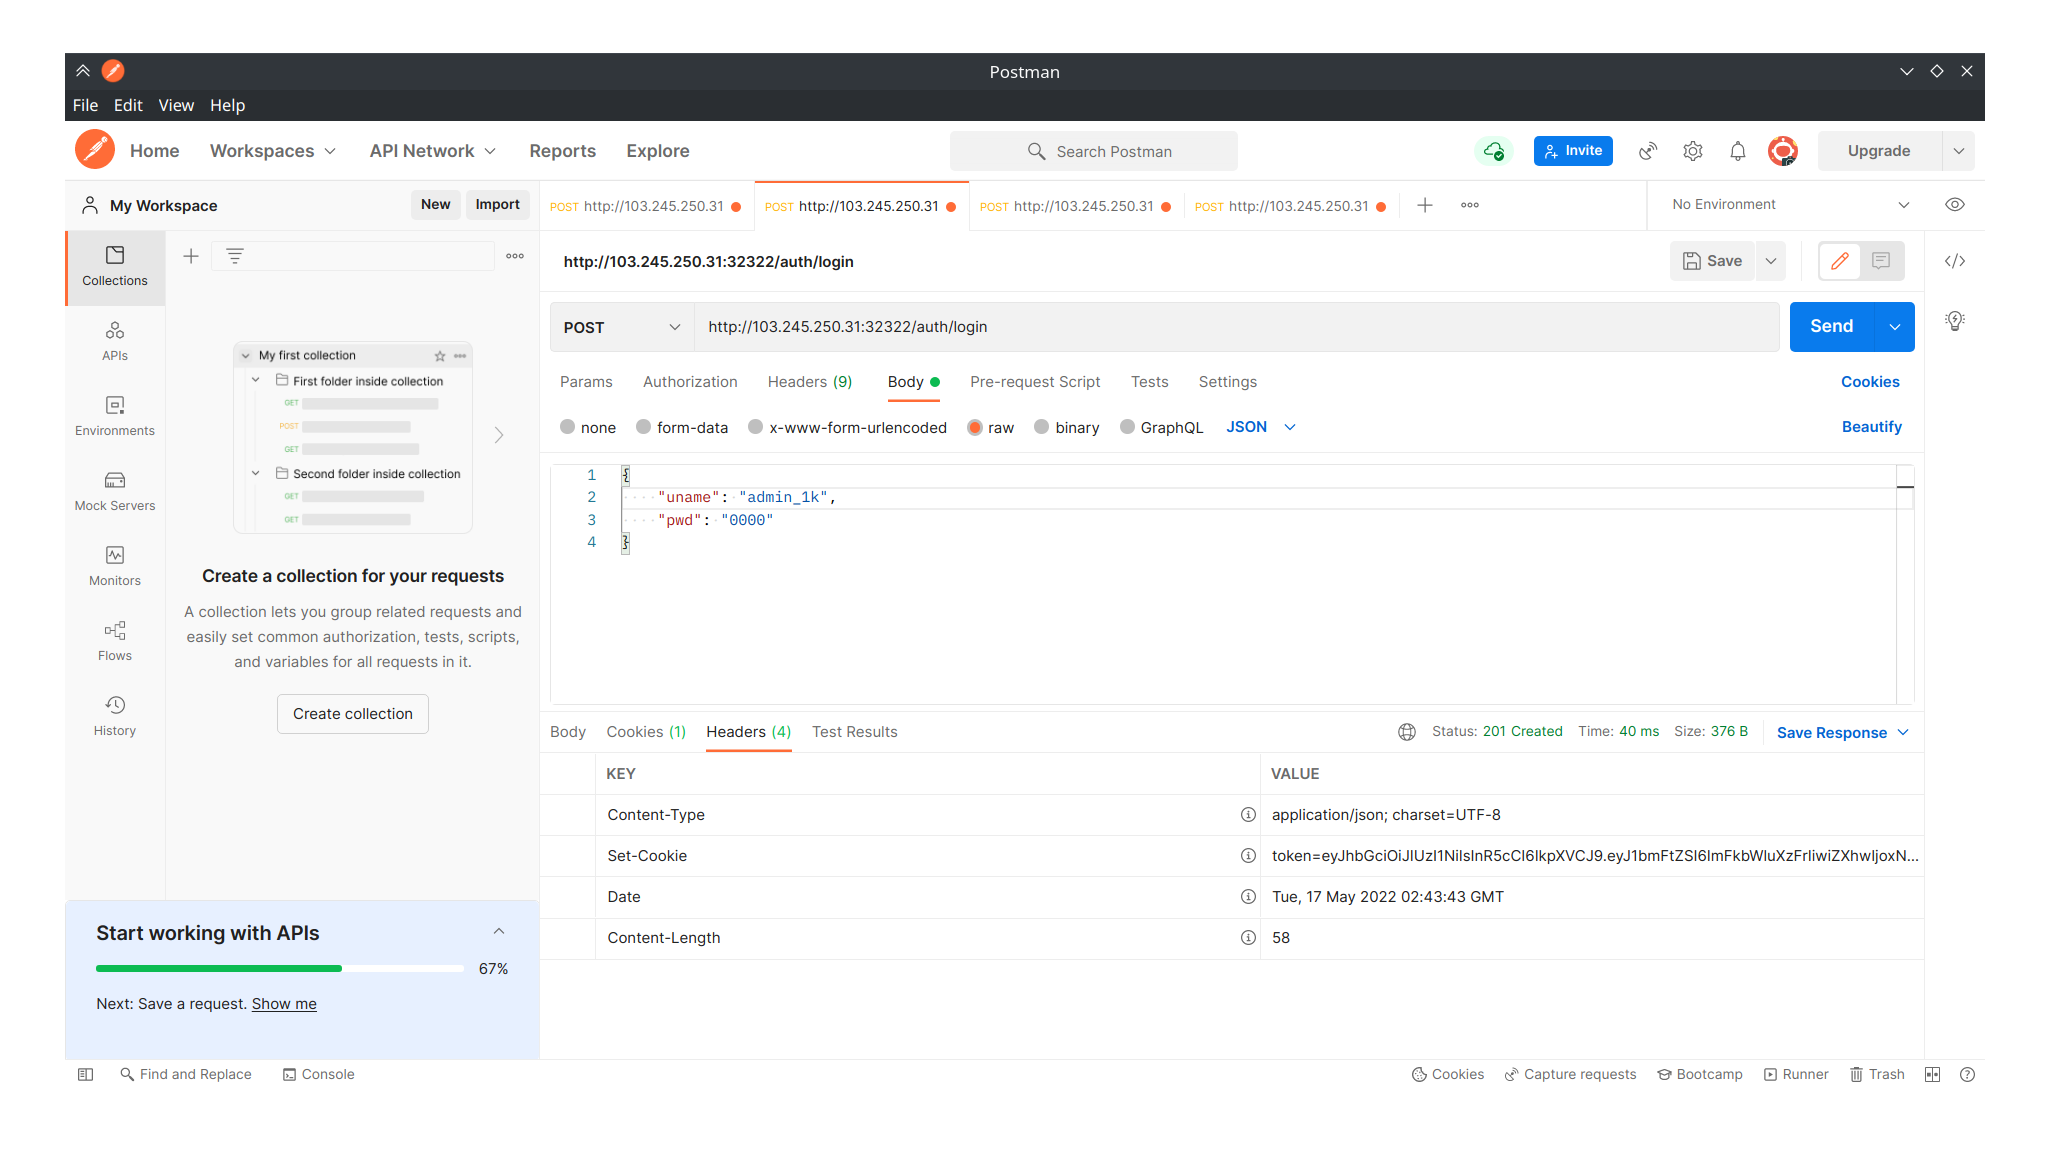 Postman
File Edit View Help
Home Workspaces API Network Reports Explore Search Postman Invite Upgrade
My Workspace New Import
POST http://103.245.250.31 POST http://103.245.250.31 POST http://103.245.250.31 POST http://103.245.250.31 No Environment
Collections
APIs
Environments
Mock Servers
Monitors
Flows
History
My first collection
First folder inside collection
GET
POST
GET
Second folder inside collection
GET
GET
Create a collection for your requests
A collection lets you group related requests and
easily set common authorization, tests, scripts,
and variables for all requests in it.
Create collection
Start working with APIs
67%
Next: Save a request. Show me
http://103.245.250.31:32322/auth/login Save
POST http://103.245.250.31:32322/auth/login Send
Params Authorization Headers (9) Body Pre-request Script Tests Settings Cookies
none form-data x-www-form-urlencoded raw binary GraphQL JSON Beautify
1 {
2 "uname": "admin_1k",
3 "pwd": "0000"
4 }
Body Cookies (1) Headers (4) Test Results Status: 201 Created Time: 40 ms Size: 376 B Save Response
KEY VALUE
Content-Type application/json; charset=UTF-8
Set-Cookie token=eyJhbGciOiJIUzI1NiIsInR5cCI6IkpXVCJ9.eyJ1bmFtZSI6ImFkbWluXzFrIiwiZXhwIjoxN...
Date Tue, 17 May 2022 02:43:43 GMT
Content-Length 58
Find and Replace Console Cookies Capture requests Bootcamp Runner Trash